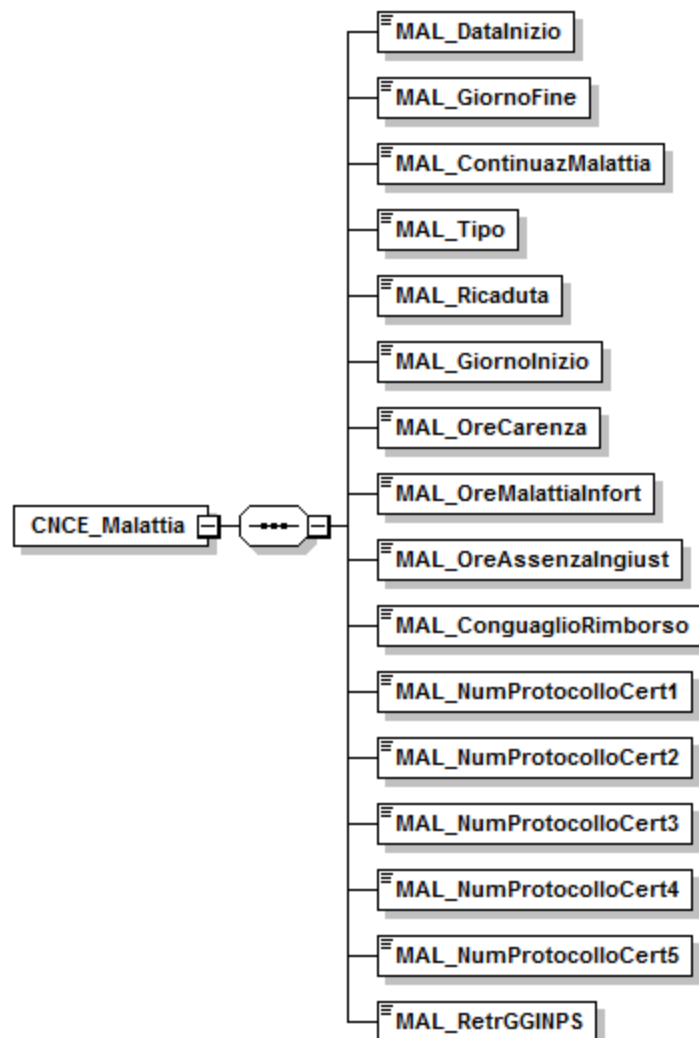 MAL_DataInizio
MAL_GiornoFine
MAL_ContinuazMalattia
MAL_Tipo
MAL_Ricaduta
MAL_GiornoInizio
MAL_OreCarenza
MAL_OreMalattiaInfort
CNCE_Malattia
MAL_OreAssenzaIngiust
MAL_ConguaglioRimborso
MAL_NumProtocolloCert1
MAL_NumProtocolloCert2
MAL_NumProtocolloCert3
MAL_NumProtocolloCert4
MAL_NumProtocolloCert5
MAL_RetrGGINPS